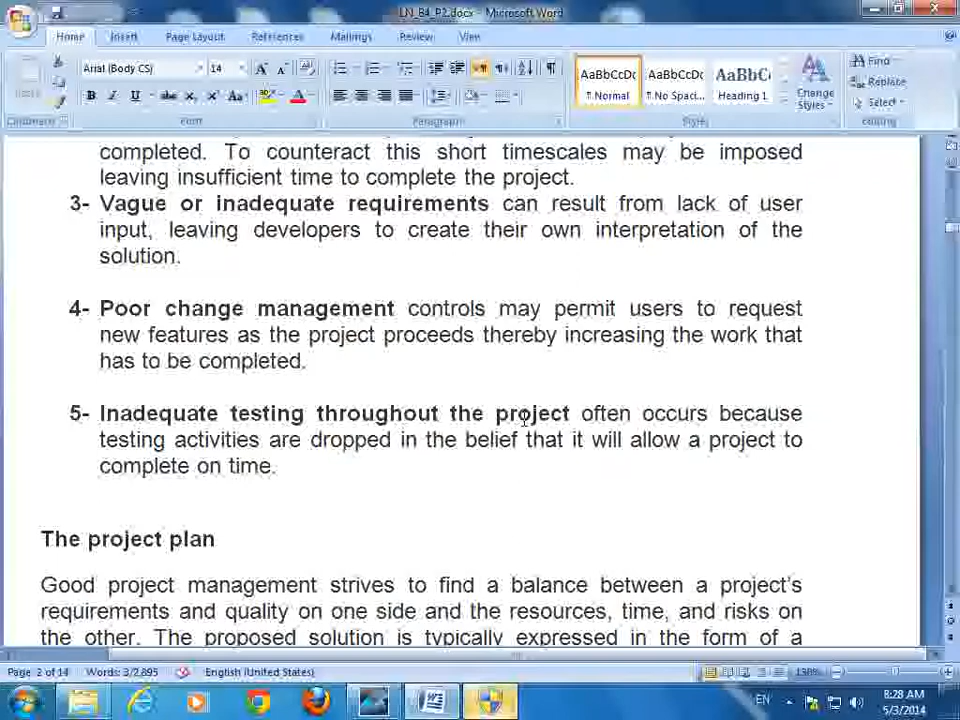 LN_B4_P2.docx - Microsoft Word
Home Insert Page Layout References Mailings Review View
Arial (Body CS) 14
AaBbCcDc AaBbCcDc AaBbC
¶ Normal ¶ No Spaci... Heading 1
Change Styles
Find
Replace
Select
Clipboard Font Paragraph Styles Editing
completed. To counteract this short timescales may be imposed
leaving insufficient time to complete the project.
3- Vague or inadequate requirements can result from lack of user
input, leaving developers to create their own interpretation of the
solution.
4- Poor change management controls may permit users to request
new features as the project proceeds thereby increasing the work that
has to be completed.
5- Inadequate testing throughout the project often occurs because
testing activities are dropped in the belief that it will allow a project to
complete on time.
The project plan
Good project management strives to find a balance between a project's
requirements and quality on one side and the resources, time, and risks on
the other. The proposed solution is typically expressed in the form of a
Page: 2 of 14 Words: 3/2,895 English (United States) 130%
EN 8:28 AM
5/3/2014